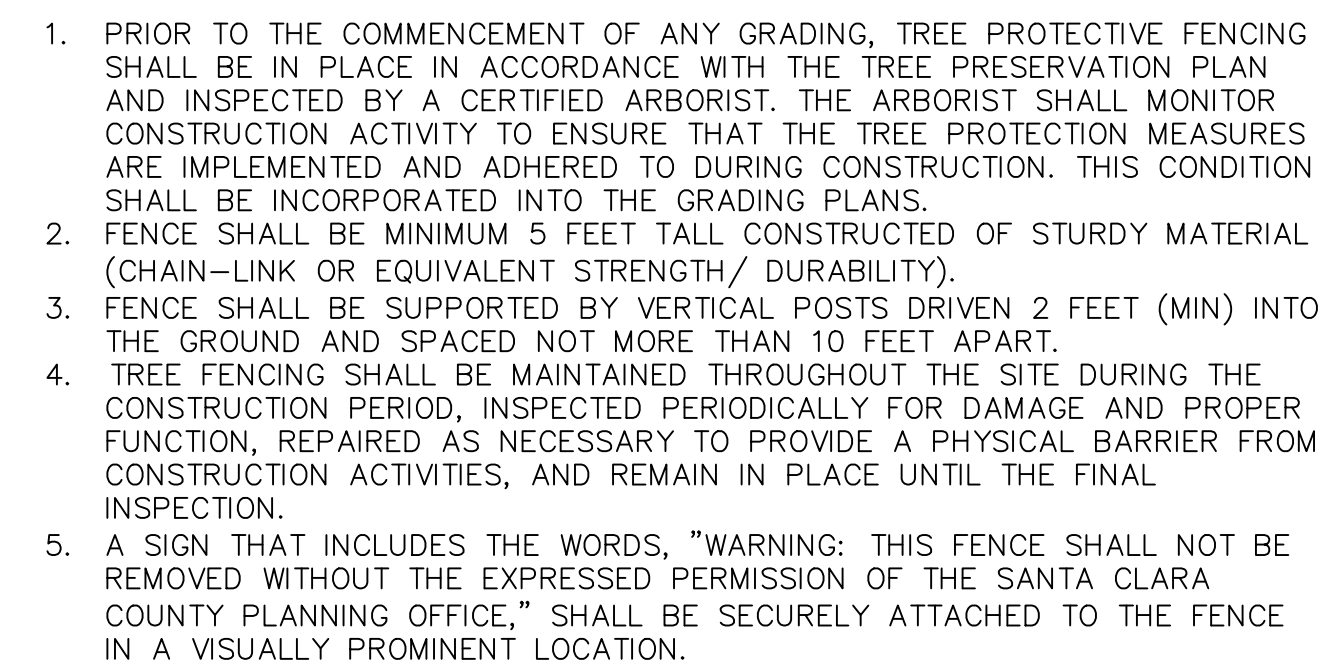 1. PRIOR TO THE COMMENCEMENT OF ANY GRADING, TREE PROTECTIVE FENCING
SHALL BE IN PLACE IN ACCORDANCE WITH THE TREE PRESERVATION PLAN
AND INSPECTED BY A CERTIFIED ARBORIST. THE ARBORIST SHALL MONITOR
CONSTRUCTION ACTIVITY TO ENSURE THAT THE TREE PROTECTION MEASURES
ARE IMPLEMENTED AND ADHERED TO DURING CONSTRUCTION. THIS CONDITION
SHALL BE INCORPORATED INTO THE GRADING PLANS.
2. FENCE SHALL BE MINIMUM 5 FEET TALL CONSTRUCTED OF STURDY MATERIAL
(CHAIN-LINK OR EQUIVALENT STRENGTH/ DURABILITY).
3. FENCE SHALL BE SUPPORTED BY VERTICAL POSTS DRIVEN 2 FEET (MIN) INTO
THE GROUND AND SPACED NOT MORE THAN 10 FEET APART.
4. TREE FENCING SHALL BE MAINTAINED THROUGHOUT THE SITE DURING THE
CONSTRUCTION PERIOD, INSPECTED PERIODICALLY FOR DAMAGE AND PROPER
FUNCTION, REPAIRED AS NECESSARY TO PROVIDE A PHYSICAL BARRIER FROM
CONSTRUCTION ACTIVITIES, AND REMAIN IN PLACE UNTIL THE FINAL
INSPECTION.
5. A SIGN THAT INCLUDES THE WORDS, "WARNING: THIS FENCE SHALL NOT BE
REMOVED WITHOUT THE EXPRESSED PERMISSION OF THE SANTA CLARA
COUNTY PLANNING OFFICE," SHALL BE SECURELY ATTACHED TO THE FENCE
IN A VISUALLY PROMINENT LOCATION.